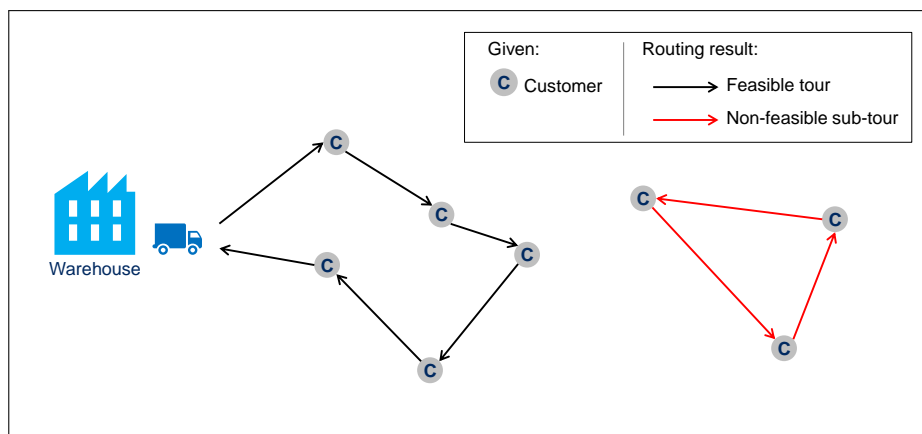 Given:
Routing result:
C Customer
Feasible tour
Non-feasible sub-tour
C
C
C
C
C
C
C
C
Warehouse